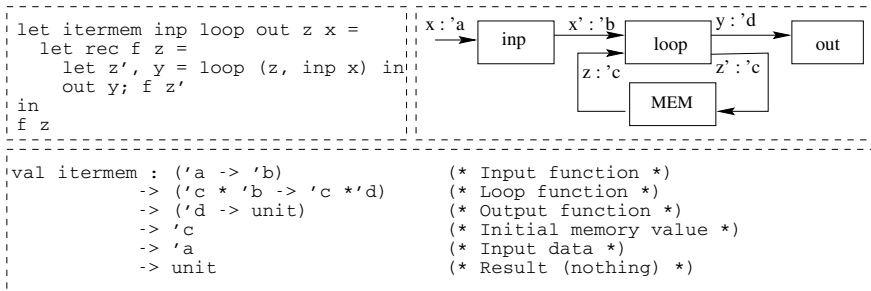 let itermem inp loop out z x =
let rec f z =
let z', y = loop (z, inp x) in
out y; f z'
in
f z
x : 'a
inp
x' : 'b
loop
y : 'd
out
z : 'c
z' : 'c
MEM
val itermem : ('a -> 'b) (* Input function *)
-> ('c * 'b -> 'c *'d) (* Loop function *)
-> ('d -> unit) (* Output function *)
-> 'c (* Initial memory value *)
-> 'a (* Input data *)
-> unit (* Result (nothing) *)